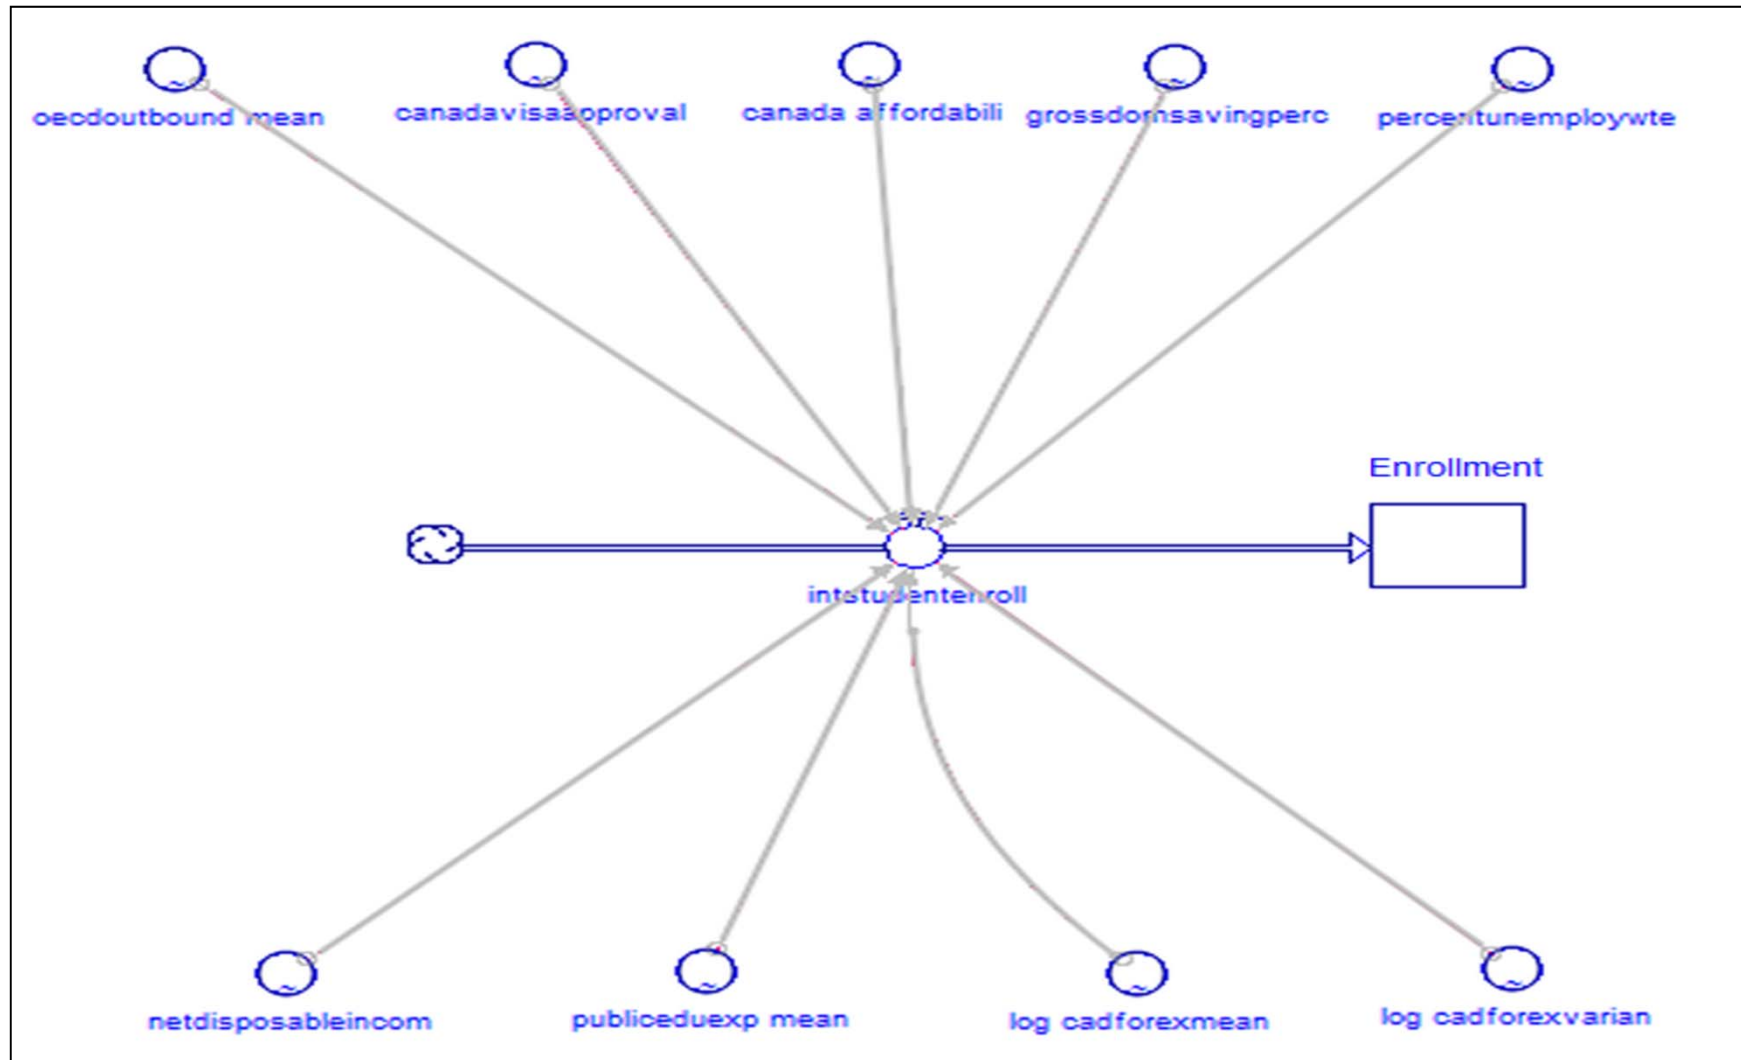 oecdoutbound mean
canadavisaapproval
canada affordabili
grossdomsavingperc
percentunemploywte
Enrollment
intstudentenroll
netdisposableincom
publiceduexp mean
log cadforexmean
log cadforexvarian